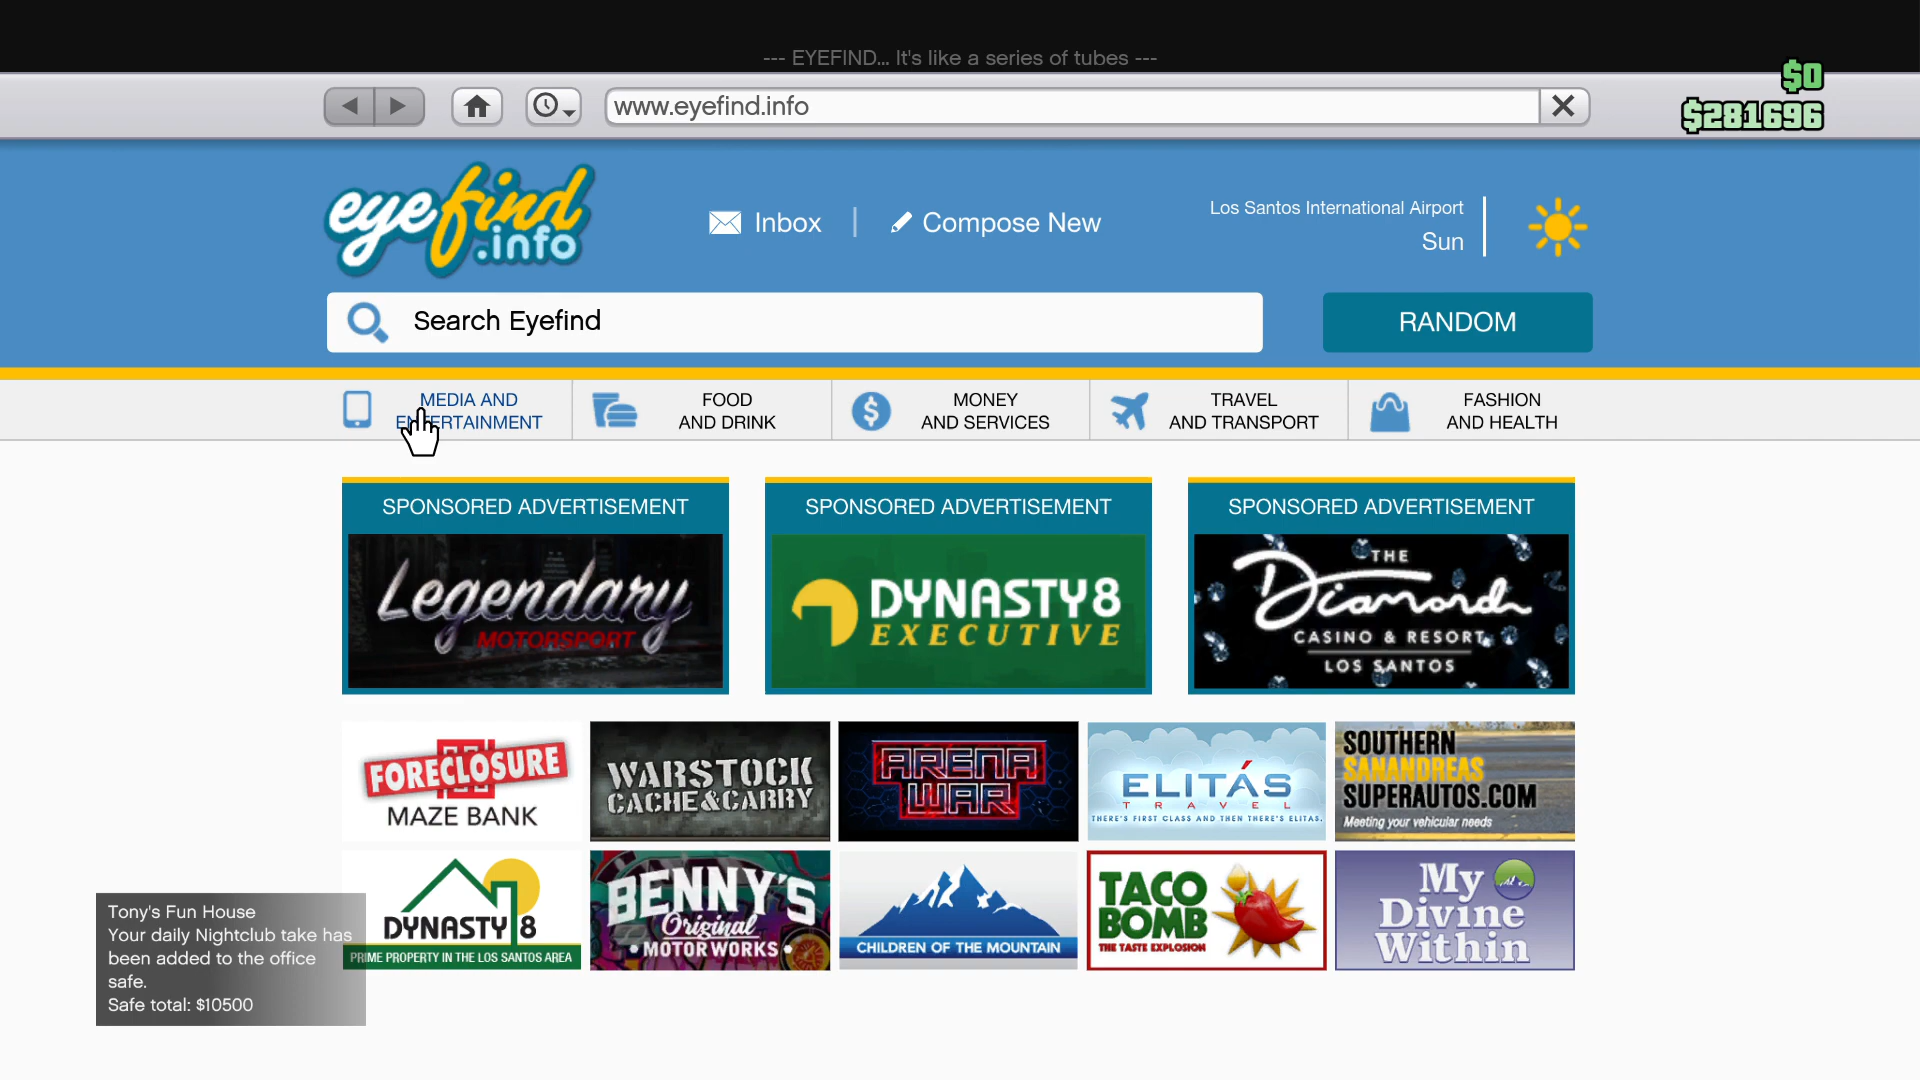 --- EYEFIND... It's like a series of tubes ---
$0
www.eyefind.info
$281696
eyefind
.info
Inbox
Compose New
Los Santos International Airport
Sun
Search Eyefind
RANDOM
MEDIA AND
ENTERTAINMENT
FOOD
AND DRINK
MONEY
AND SERVICES
TRAVEL
AND TRANSPORT
FASHION
AND HEALTH
SPONSORED ADVERTISEMENT
Legendary
MOTORSPORT
SPONSORED ADVERTISEMENT
DYNASTY8
EXECUTIVE
SPONSORED ADVERTISEMENT
THE
Diamond
CASINO & RESORT
LOS SANTOS
FORECLOSURE
MAZE BANK
WARSTOCK
CACHE&CARRY
ARENA
WAR
ELITÁS
TRAVEL
THERE'S FIRST CLASS AND THEN THERE'S ELITAS.
SOUTHERN
SANANDREAS
SUPERAUTOS.COM
Meeting your vehicular needs
DYNASTY 8
PRIME PROPERTY IN THE LOS SANTOS AREA
BENNY'S
Original
MOTOR WORKS
CHILDREN OF THE MOUNTAIN
TACO
BOMB
THE TASTE EXPLOSION
My
Divine
Within
Tony's Fun House
Your daily Nightclub take has
been added to the office
safe.
Safe total: $10500